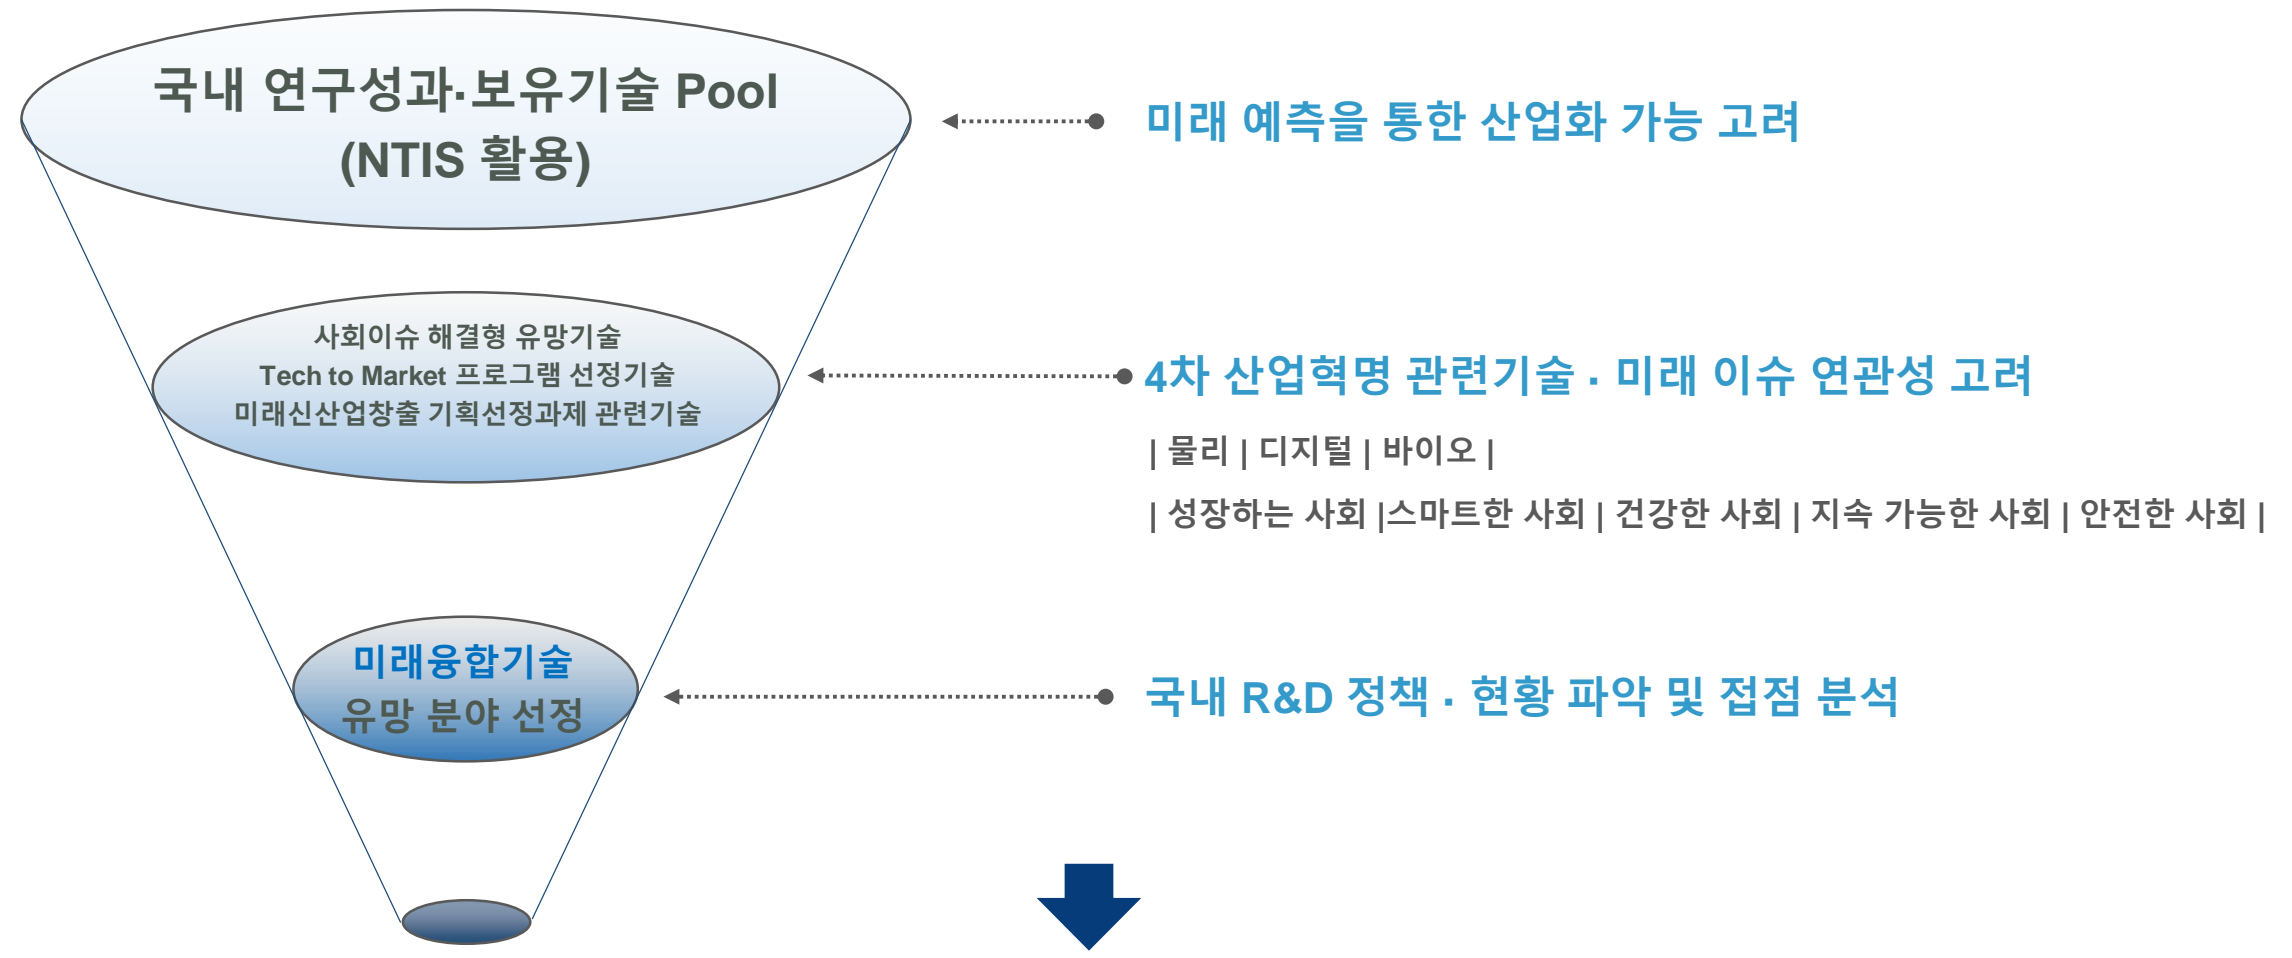 국내 연구성과·보유기술 Pool
(NTIS 활용)
미래 예측을 통한 산업화 가능 고려
사회이슈 해결형 유망기술
Tech to Market 프로그램 선정기술
미래신산업창출 기획선정과제 관련기술
4차 산업혁명 관련기술 · 미래 이슈 연관성 고려
| 물리 | 디지털 | 바이오 |
| 성장하는 사회 |스마트한 사회 | 건강한 사회 | 지속 가능한 사회 | 안전한 사회 |
미래융합기술
유망 분야 선정
국내 R&D 정책 · 현황 파악 및 접점 분석